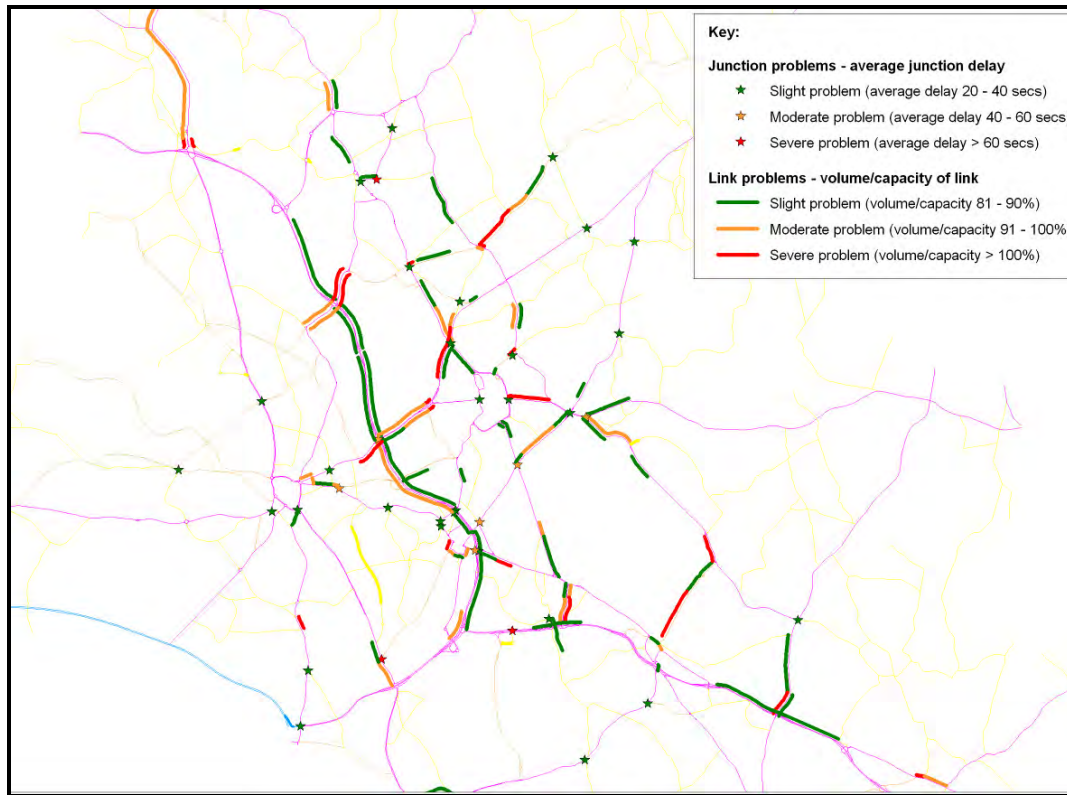 Key:
Junction problems - average junction delay
Slight problem (average delay 20 - 40 secs)
Moderate problem (average delay 40 - 60 secs
Severe problem (average delay > 60 secs)
Link problems - volume/capacity of link
Slight problem (volume/capacity 81 - 90%)
Moderate problem (volume/capacity 91 - 100%
Severe problem (volume/capacity > 100%)